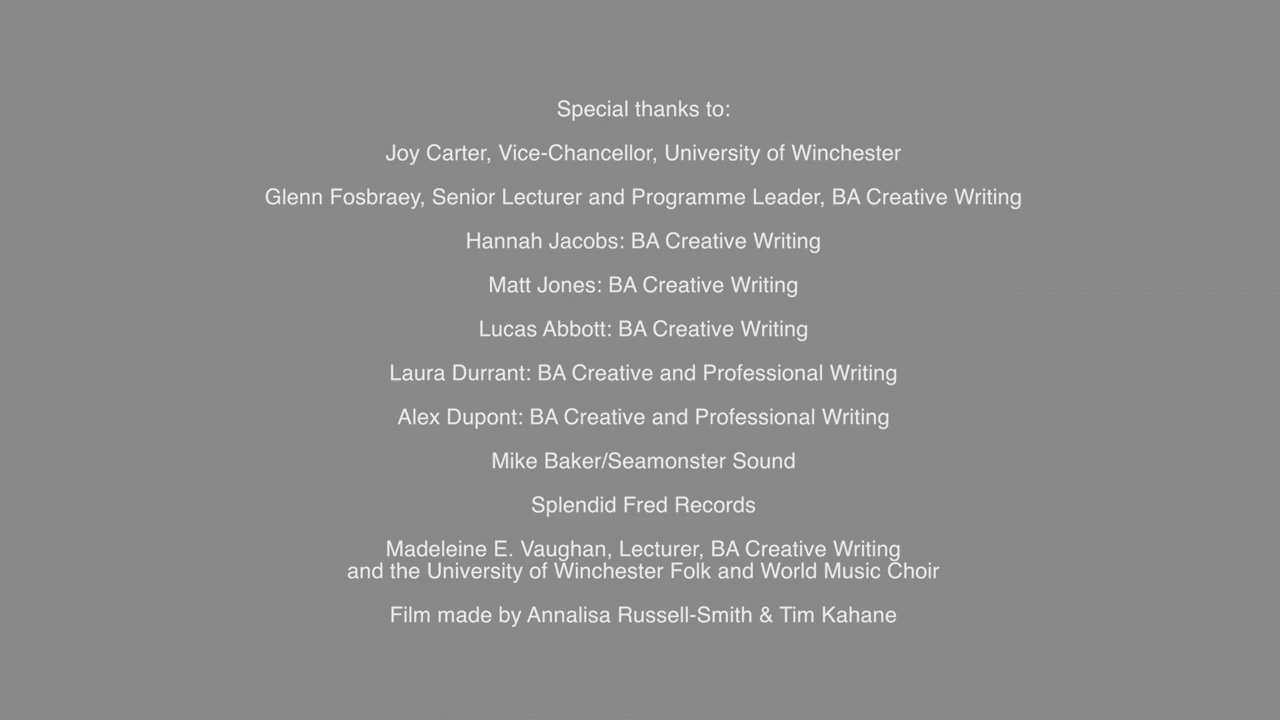 Special thanks to:
Joy Carter, Vice-Chancellor, University of Winchester
Glenn Fosbraey, Senior Lecturer and Programme Leader, BA Creative Writing
Hannah Jacobs: BA Creative Writing
Matt Jones: BA Creative Writing
Lucas Abbott: BA Creative Writing
Laura Durrant: BA Creative and Professional Writing
Alex Dupont: BA Creative and Professional Writing
Mike Baker/Seamonster Sound
Splendid Fred Records
Madeleine E. Vaughan, Lecturer, BA Creative Writing
and the University of Winchester Folk and World Music Choir
Film made by Annalisa Russell-Smith & Tim Kahane